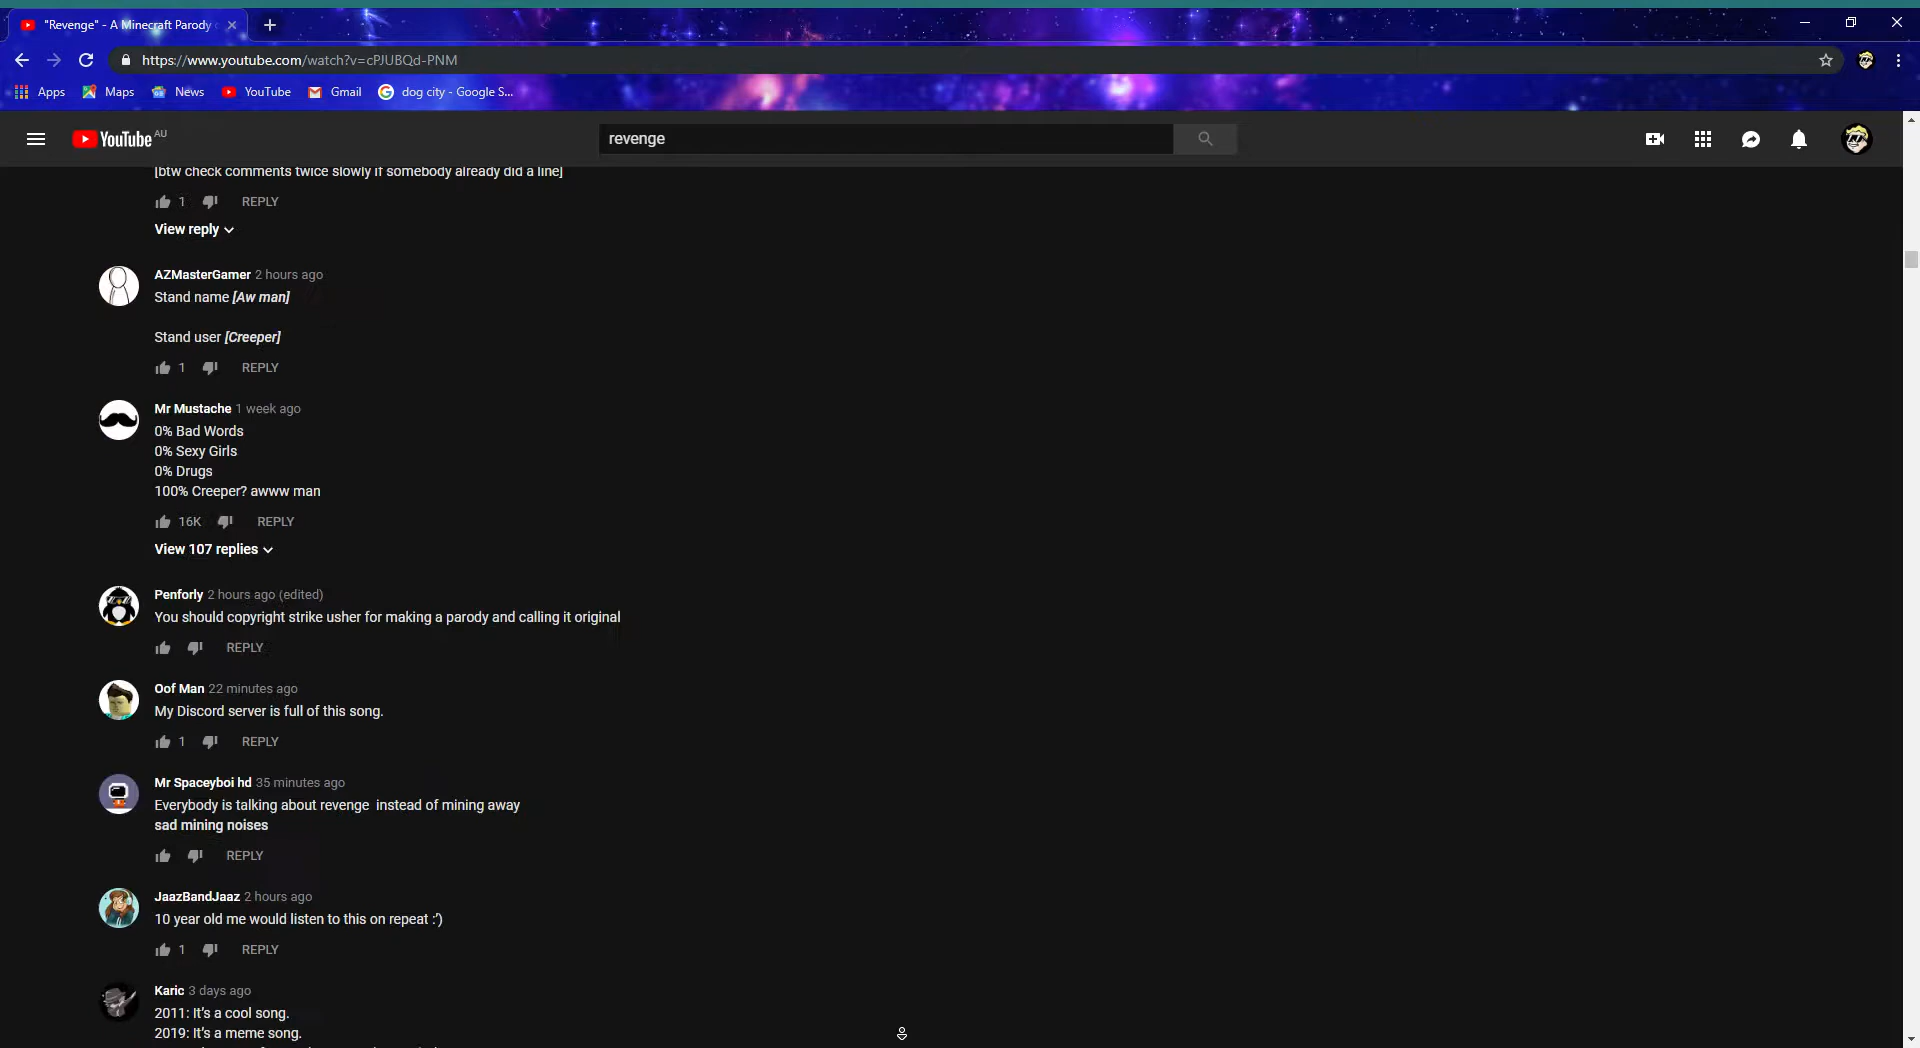 "Revenge" - A Minecraft Parody
https://www.youtube.com/watch?v=cPJUBQd-PNM
Apps Maps News YouTube Gmail dog city - Google S...
YouTube AU
revenge
[btw check comments twice slowly if somebody already did a line]
1 REPLY
View reply
AZMasterGamer 2 hours ago
Stand name [Aw man]
Stand user [Creeper]
1 REPLY
Mr Mustache 1 week ago
0% Bad Words
0% Sexy Girls
0% Drugs
100% Creeper? awww man
16K REPLY
View 107 replies
Penforly 2 hours ago (edited)
You should copyright strike usher for making a parody and calling it original
REPLY
Oof Man 22 minutes ago
My Discord server is full of this song.
1 REPLY
Mr Spaceyboi hd 35 minutes ago
Everybody is talking about revenge  instead of mining away
sad mining noises
REPLY
JaazBandJaaz 2 hours ago
10 year old me would listen to this on repeat :')
1 REPLY
Karic 3 days ago
2011: It's a cool song.
2019: It's a meme song.